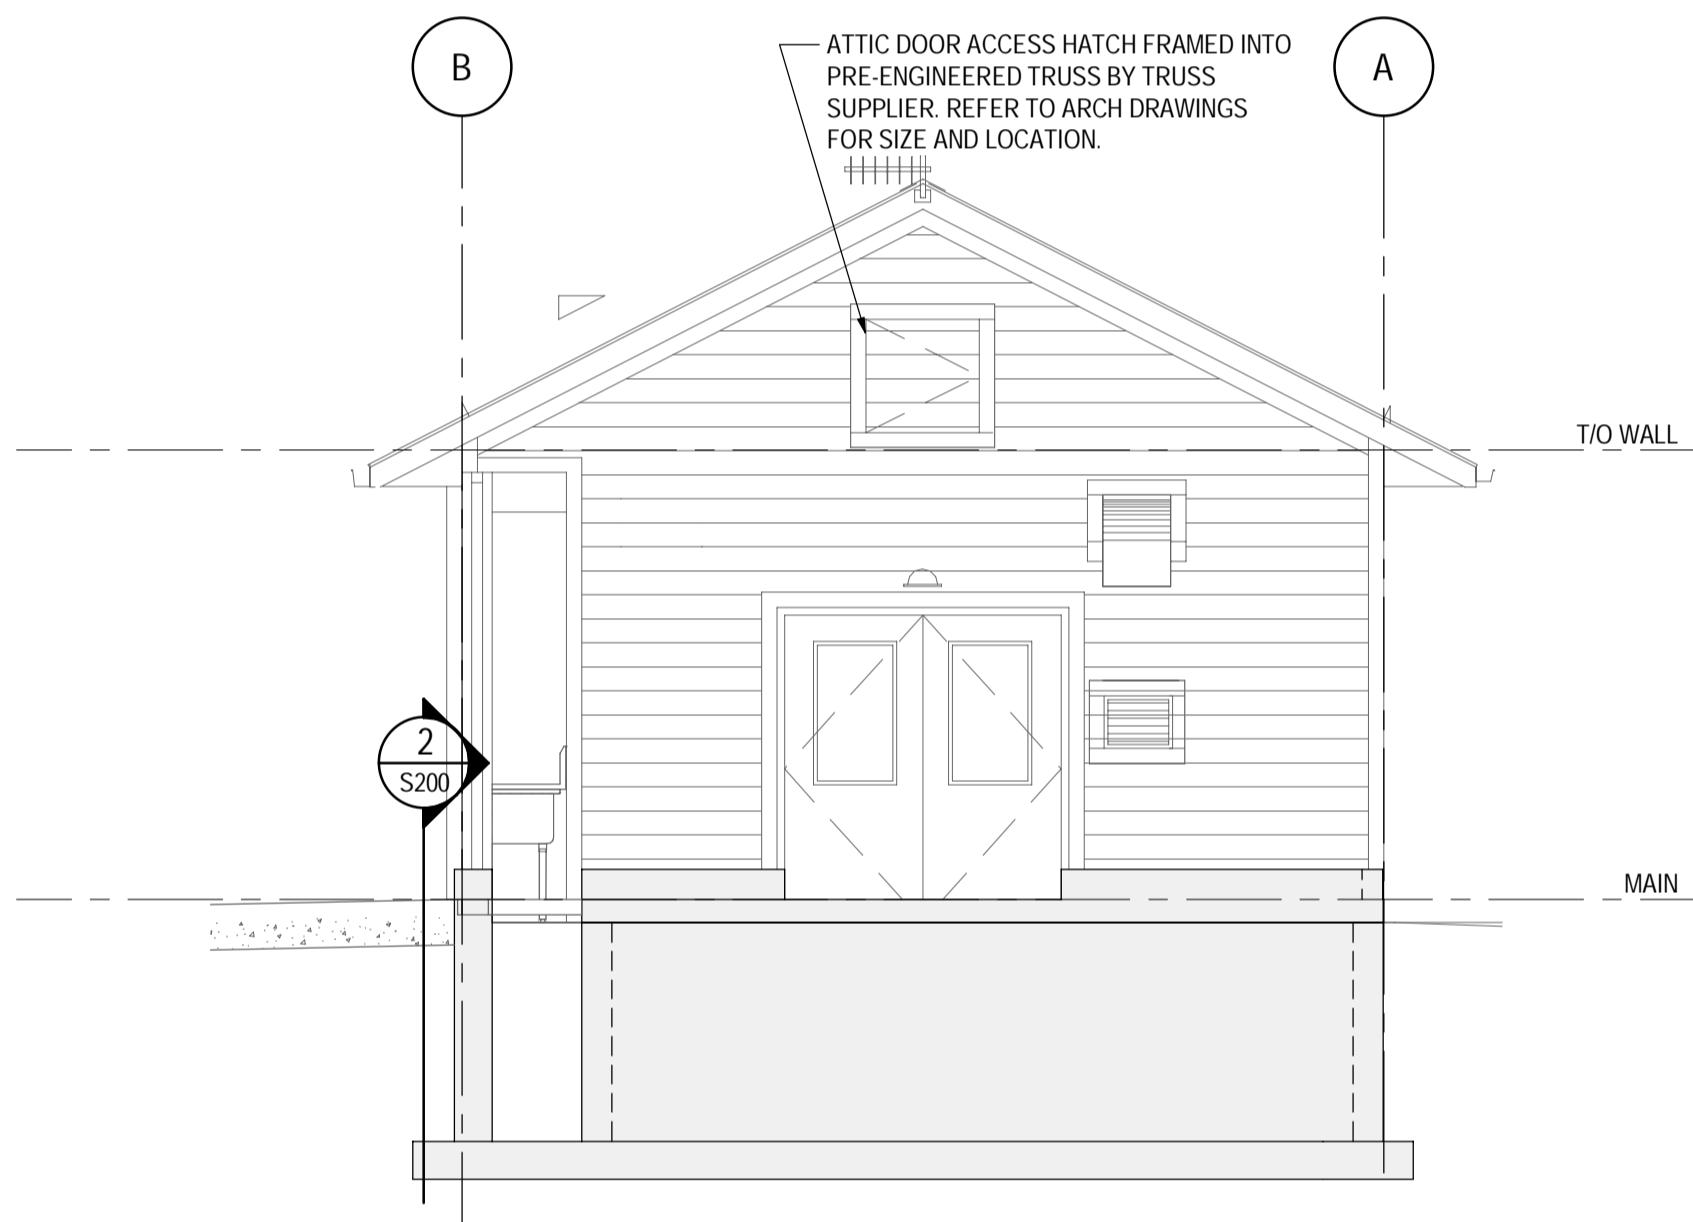 B
ATTIC DOOR ACCESS HATCH FRAMED INTO
PRE-ENGINEERED TRUSS BY TRUSS
SUPPLIER. REFER TO ARCH DRAWINGS
FOR SIZE AND LOCATION.
A
T/O WALL
2
S200
MAIN